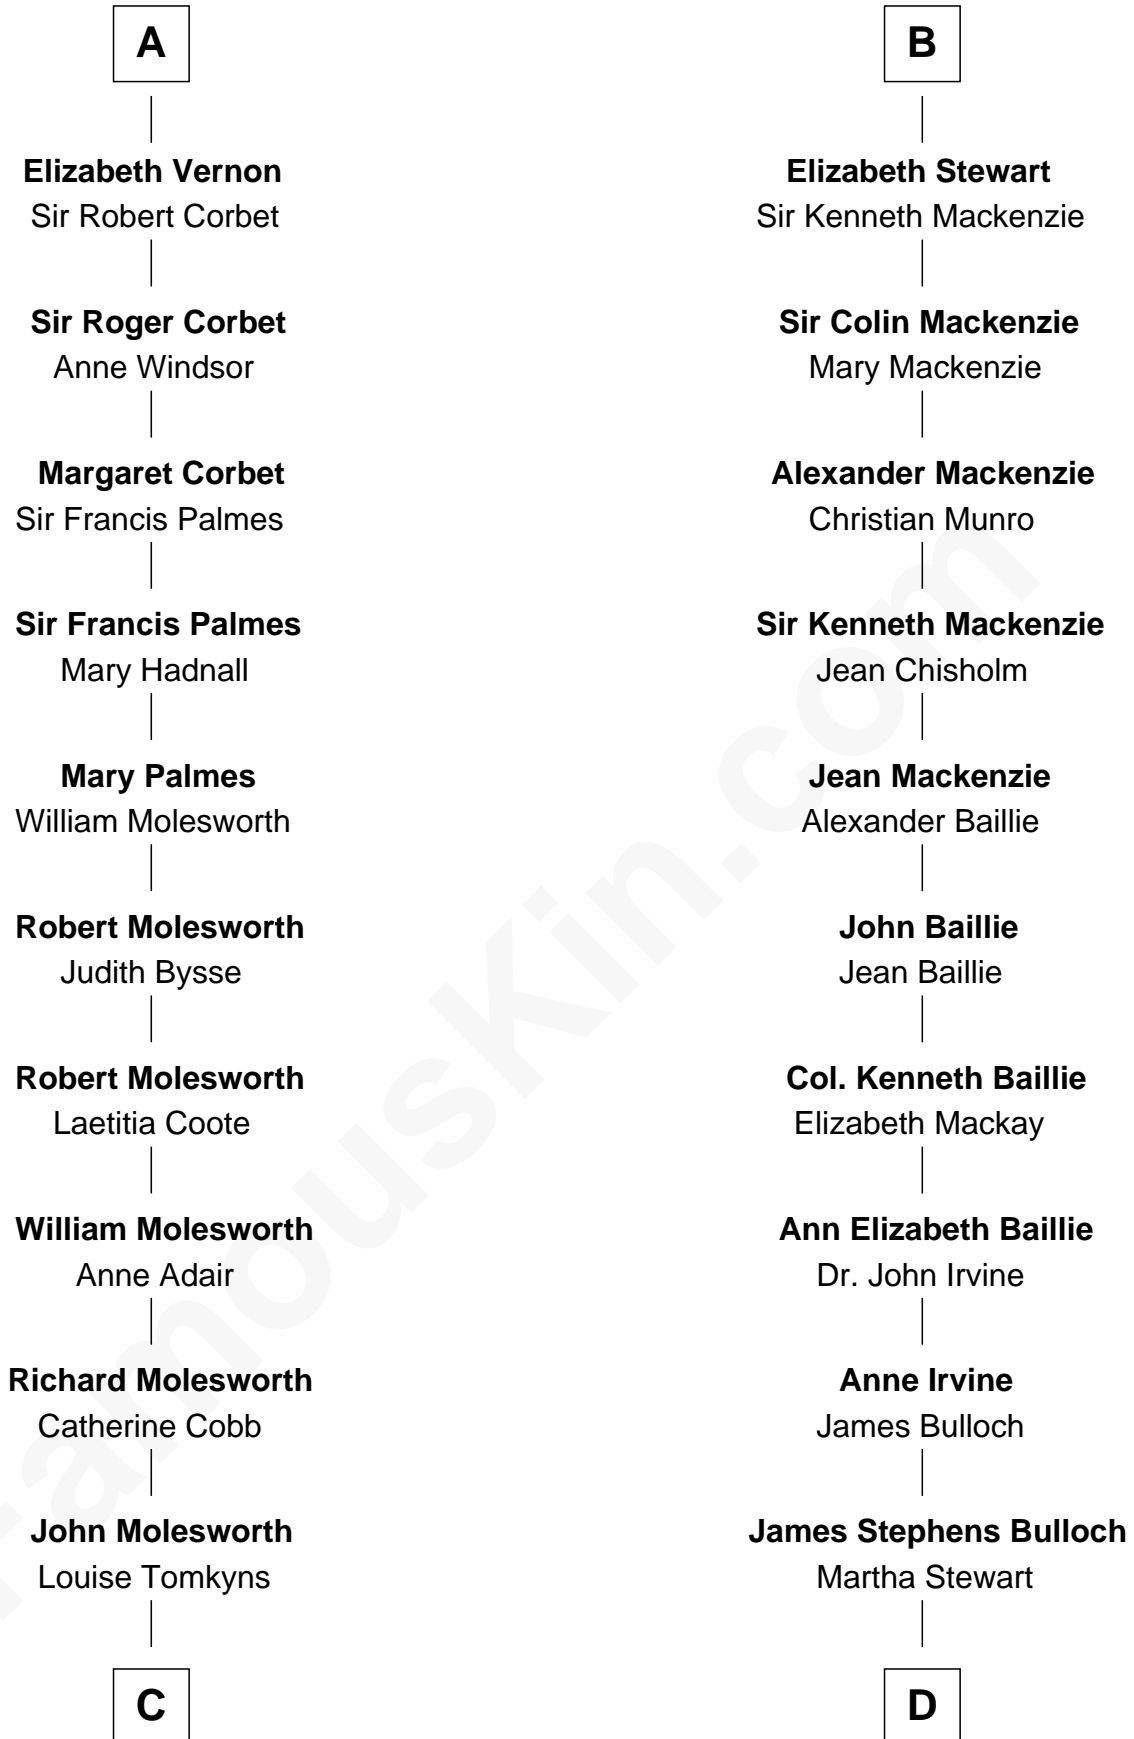 A
Elizabeth Vernon
Sir Robert Corbet
Sir Roger Corbet
Anne Windsor
Margaret Corbet
Sir Francis Palmes
Sir Francis Palmes
Mary Hadnall
Mary Palmes
William Molesworth
Robert Molesworth
Judith Bysse
Robert Molesworth
Laetitia Coote
William Molesworth
Anne Adair
Richard Molesworth
Catherine Cobb
John Molesworth
Louise Tomkyns
C
B
Elizabeth Stewart
Sir Kenneth Mackenzie
Sir Colin Mackenzie
Mary Mackenzie
Alexander Mackenzie
Christian Munro
Sir Kenneth Mackenzie
Jean Chisholm
Jean Mackenzie
Alexander Baillie
John Baillie
Jean Baillie
Col. Kenneth Baillie
Elizabeth Mackay
Ann Elizabeth Baillie
Dr. John Irvine
Anne Irvine
James Bulloch
James Stephens Bulloch
Martha Stewart
D
FamousKin.com